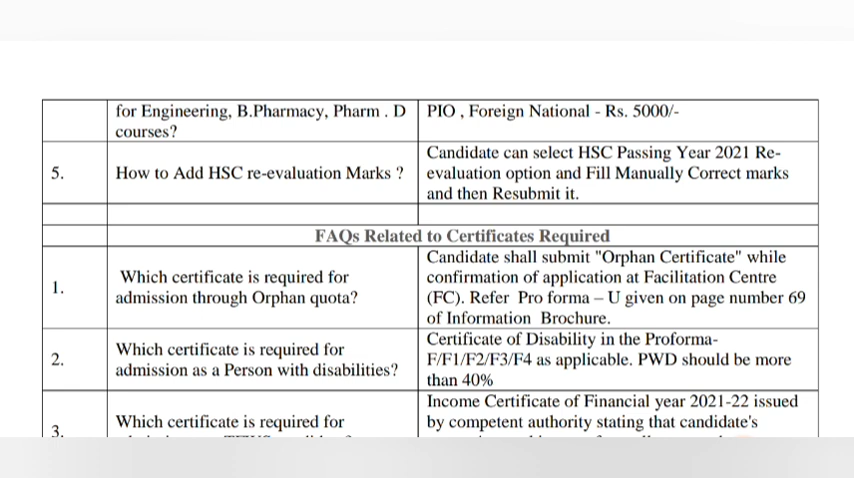 for Engineering, B.Pharmacy, Pharm . D
courses?
PIO , Foreign National - Rs. 5000/-
5.
How to Add HSC re-evaluation Marks ?
Candidate can select HSC Passing Year 2021 Re-
evaluation option and Fill Manually Correct marks
and then Resubmit it.
FAQs Related to Certificates Required
1.
Which certificate is required for
admission through Orphan quota?
Candidate shall submit "Orphan Certificate" while
confirmation of application at Facilitation Centre
(FC). Refer Pro forma – U given on page number 69
of Information Brochure.
2.
Which certificate is required for
admission as a Person with disabilities?
Certificate of Disability in the Proforma-
F/F1/F2/F3/F4 as applicable. PWD should be more
than 40%
3.
Which certificate is required for
Income Certificate of Financial year 2021-22 issued
by competent authority stating that candidate's